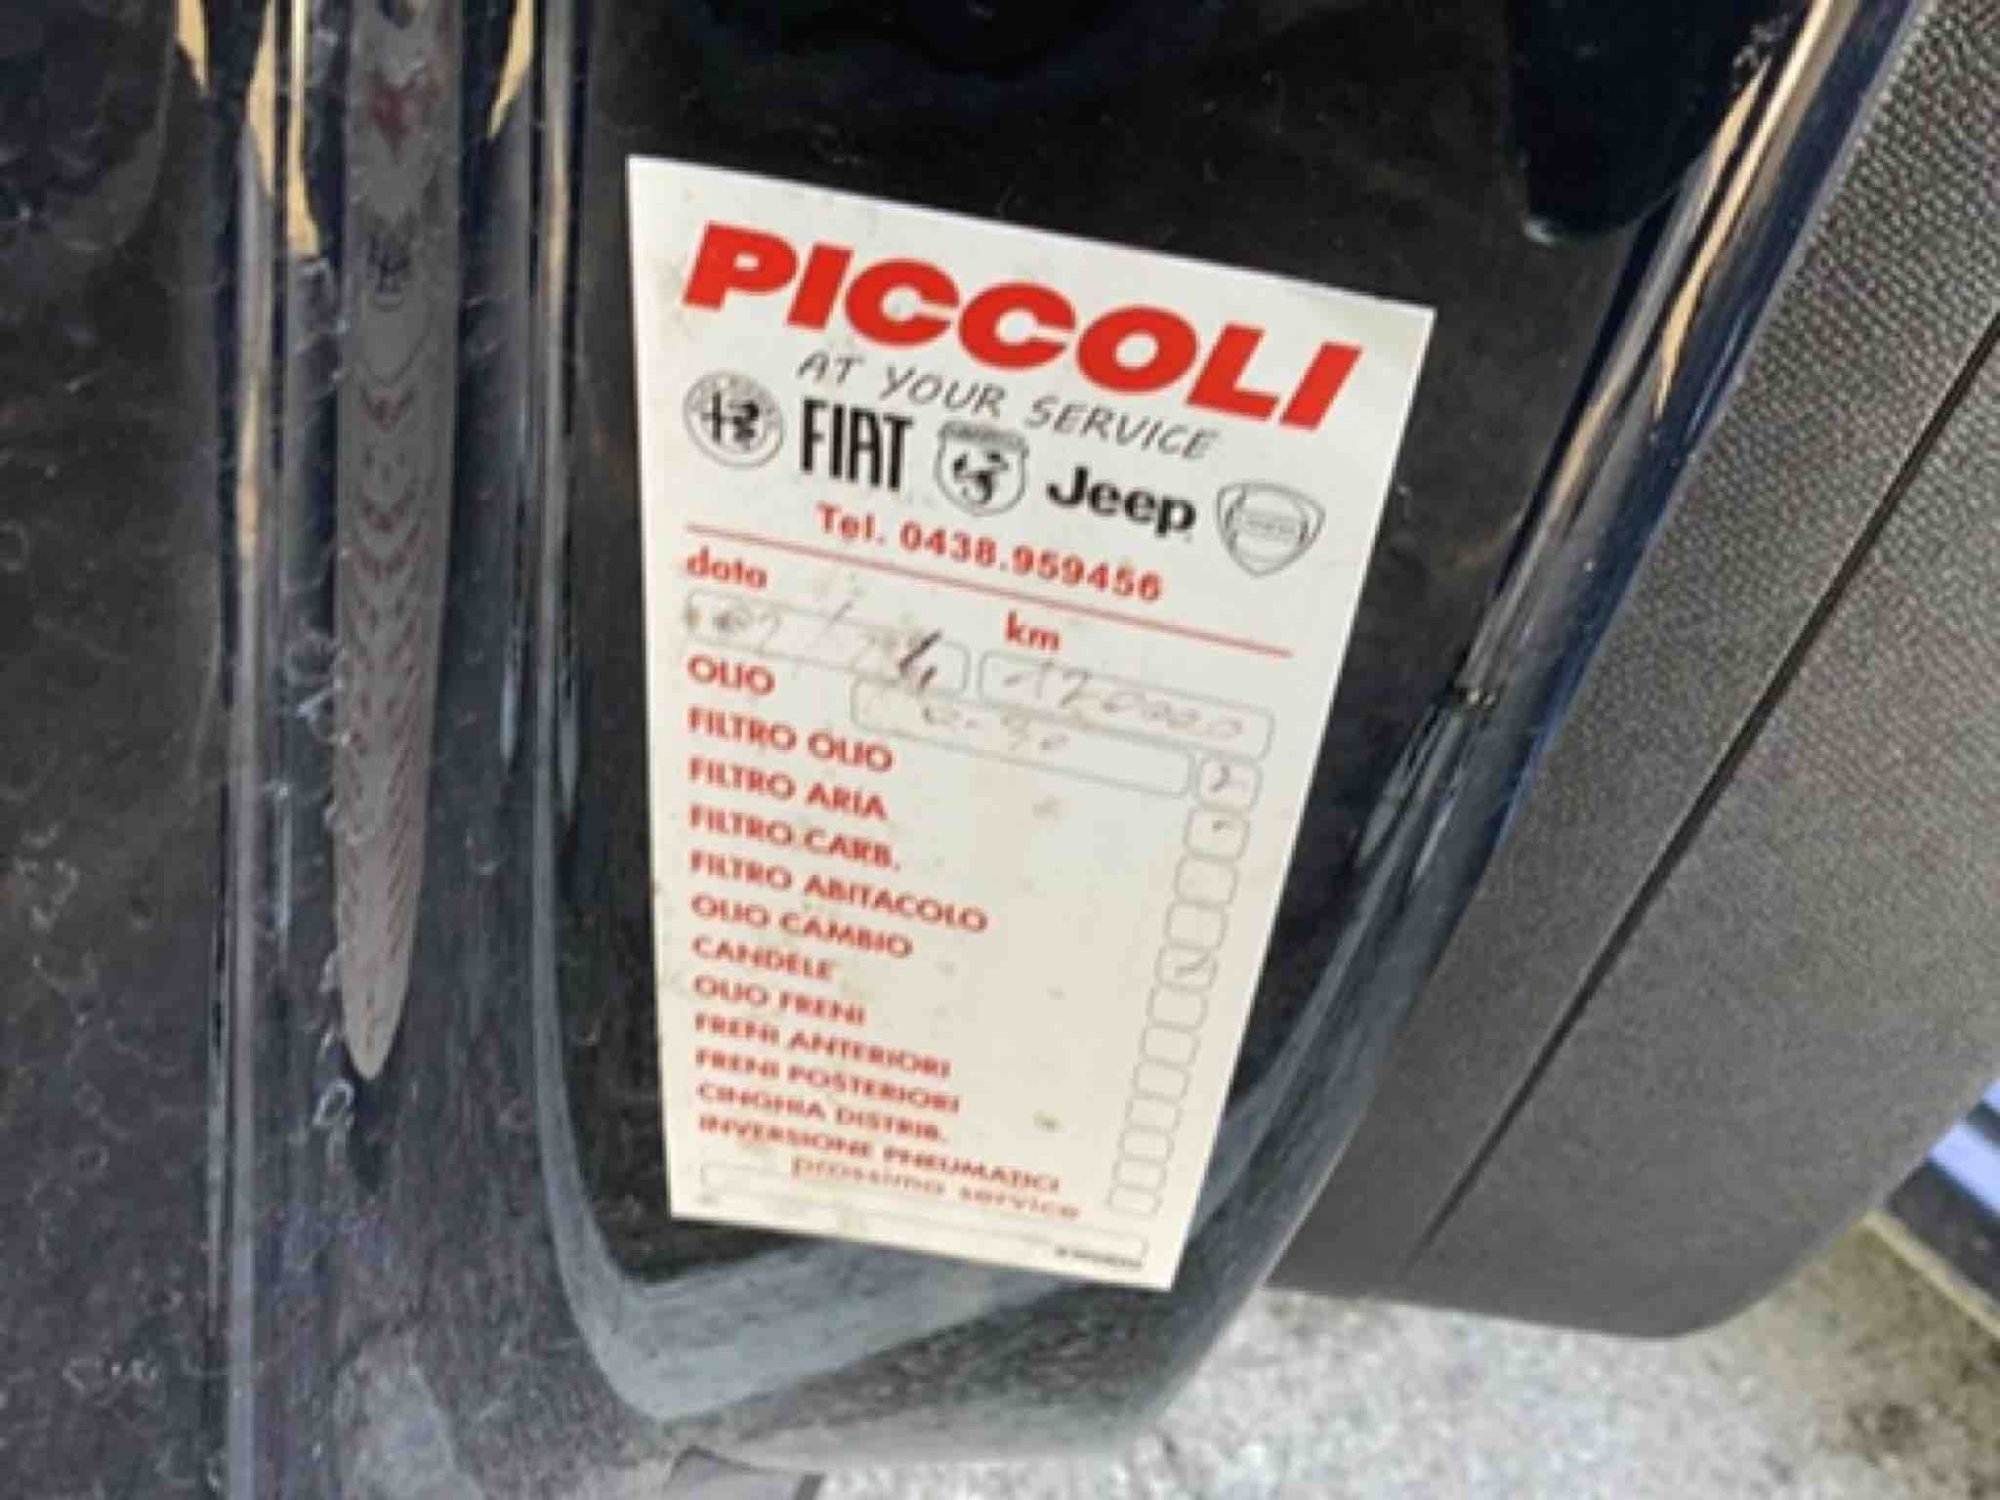 PICCOLI
AT YOUR SERVICE
FIAT Jeep
Tel. 0438.959456
data km
OLIO
FILTRO OLIO
FILTRO ARIA
FILTRO CARB.
FILTRO ABITACOLO
OLIO CAMBIO
CANDELE
OLIO FRENI
FRENI ANTERIORI
FRENI POSTERIORI
CINGHIA DISTRIB.
INVERSIONE PNEUMATICI
prossimo service